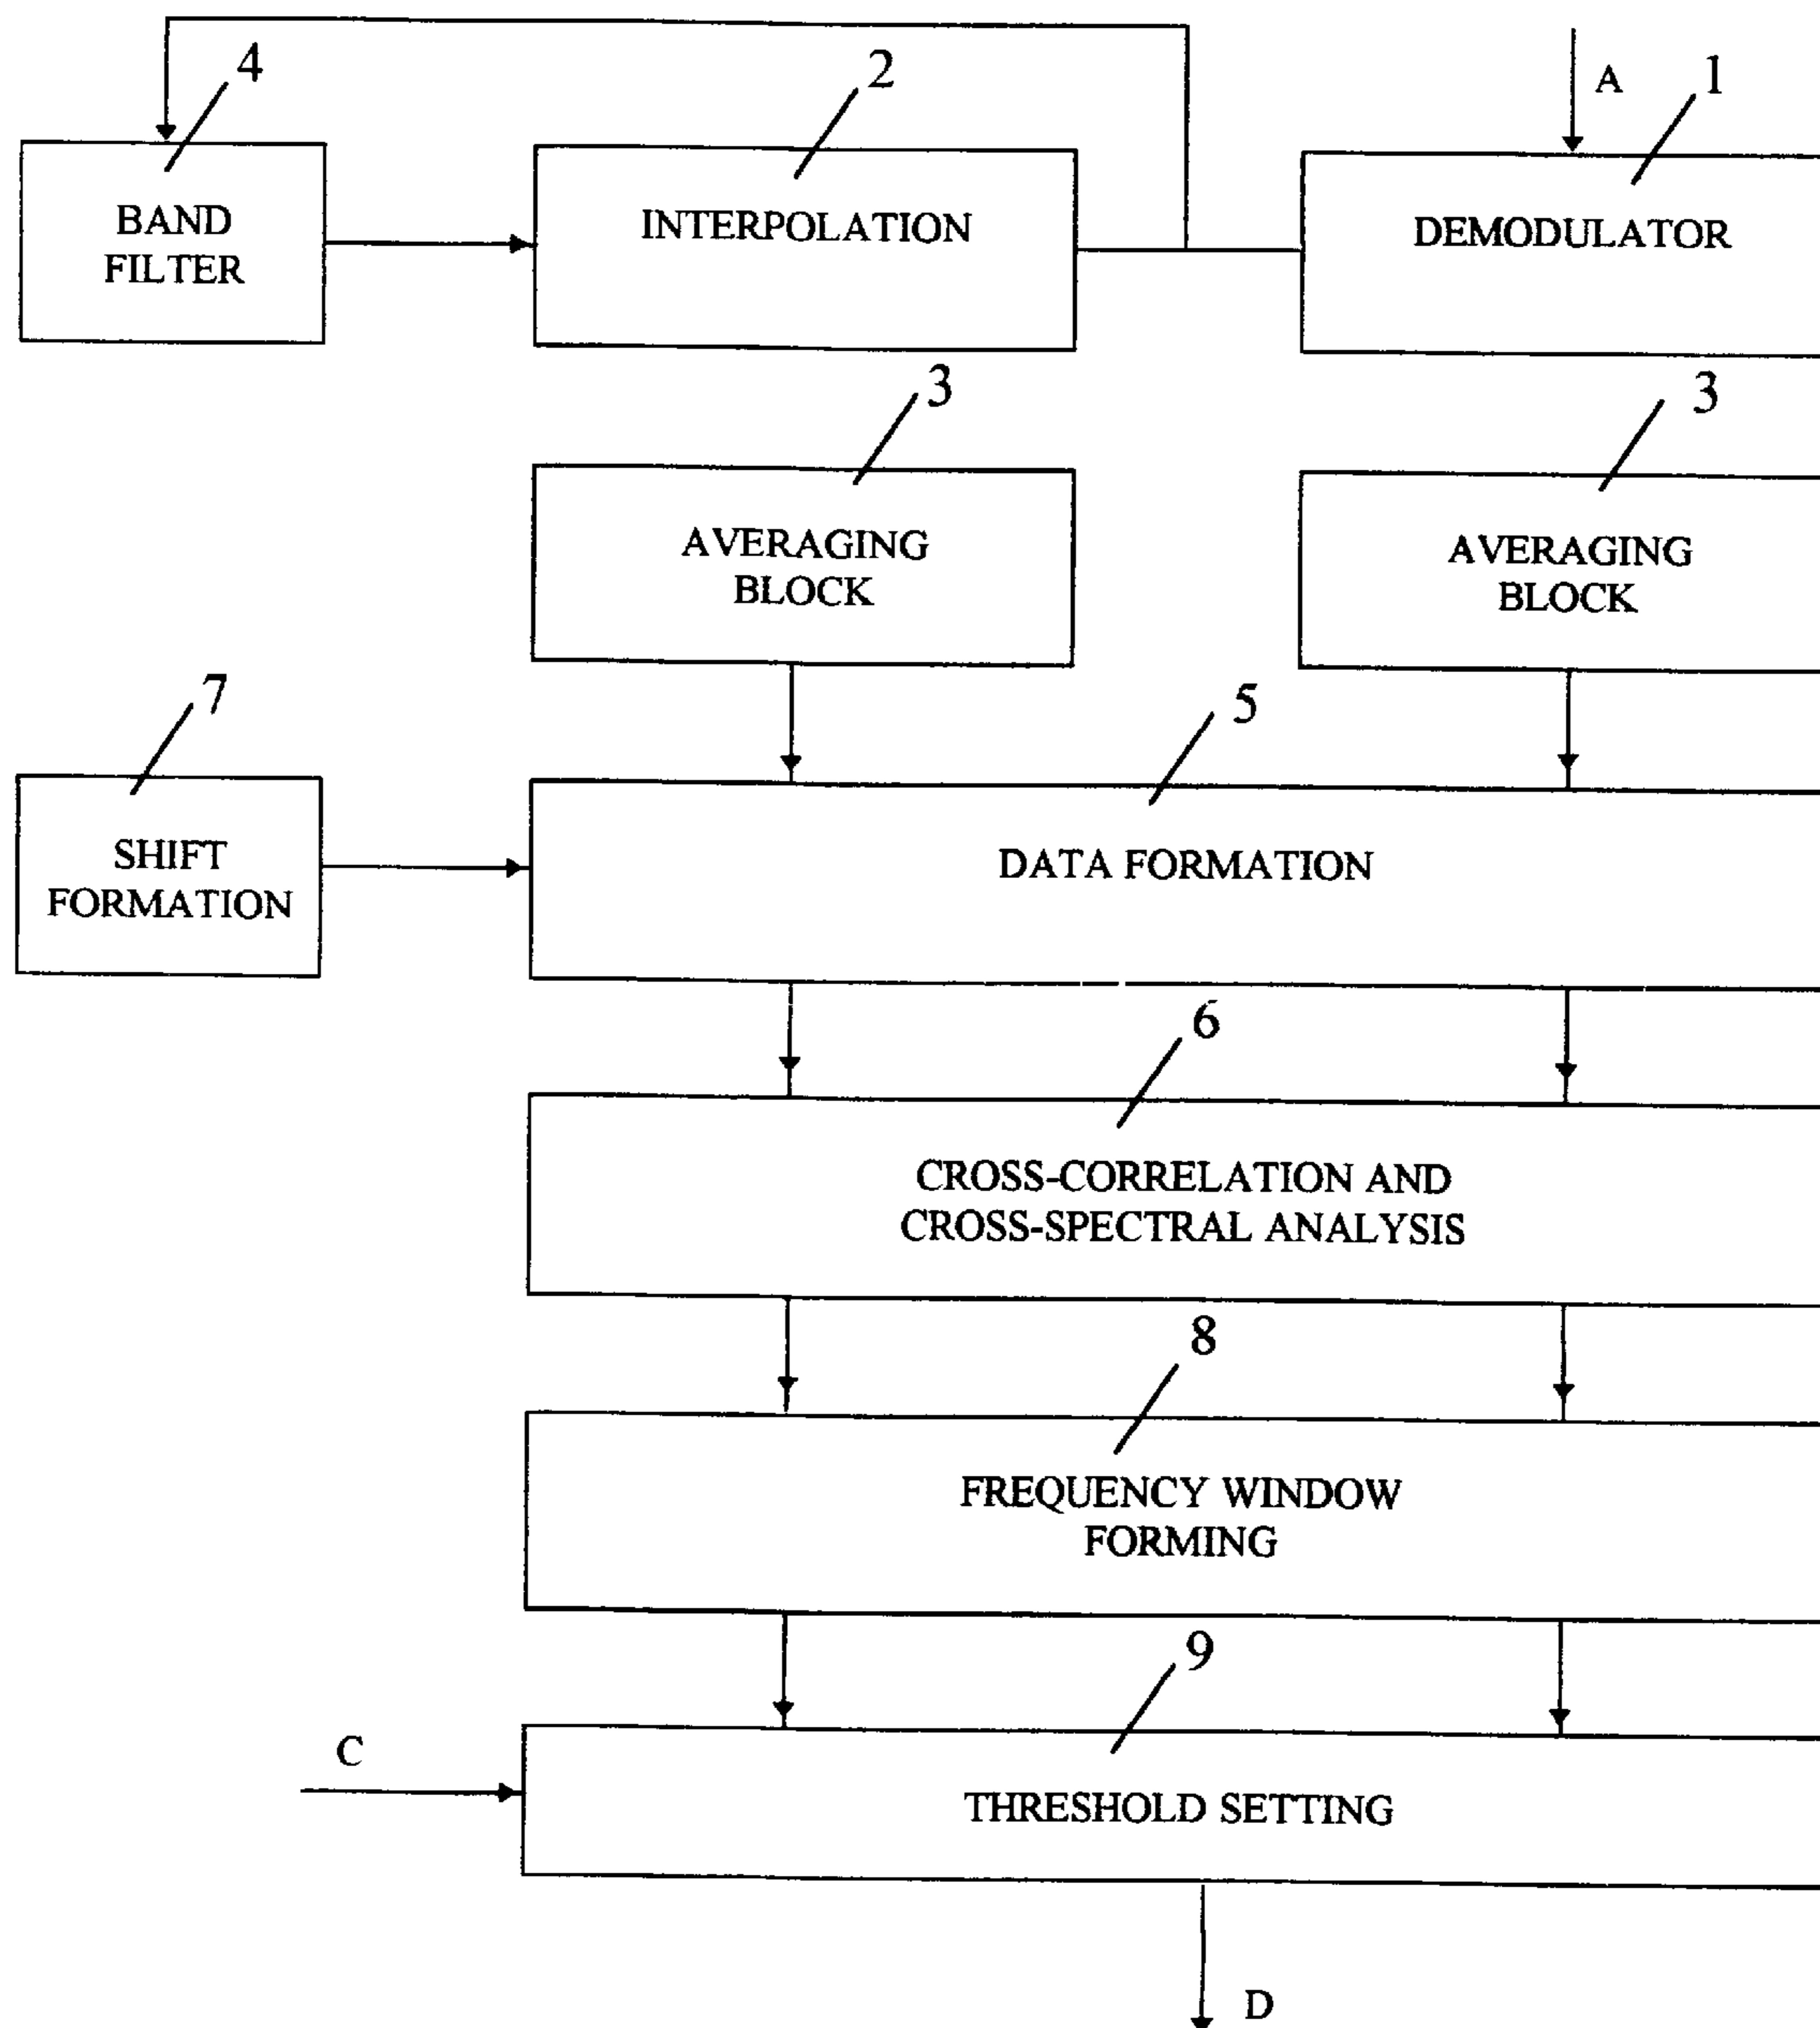 4
2
A
1
BAND
FILTER
INTERPOLATION
DEMODULATOR
3
3
AVERAGING
BLOCK
AVERAGING
BLOCK
7
5
SHIFT
FORMATION
DATA FORMATION
6
CROSS-CORRELATION AND
CROSS-SPECTRAL ANALYSIS
8
FREQUENCY WINDOW
FORMING
9
C
THRESHOLD SETTING
D